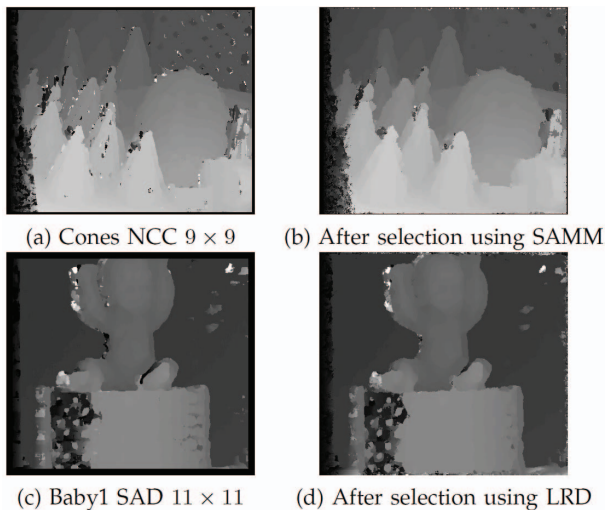 (a) Cones NCC 9 × 9
(b) After selection using SAMM
(c) Baby1 SAD 11 × 11
(d) After selection using LRD